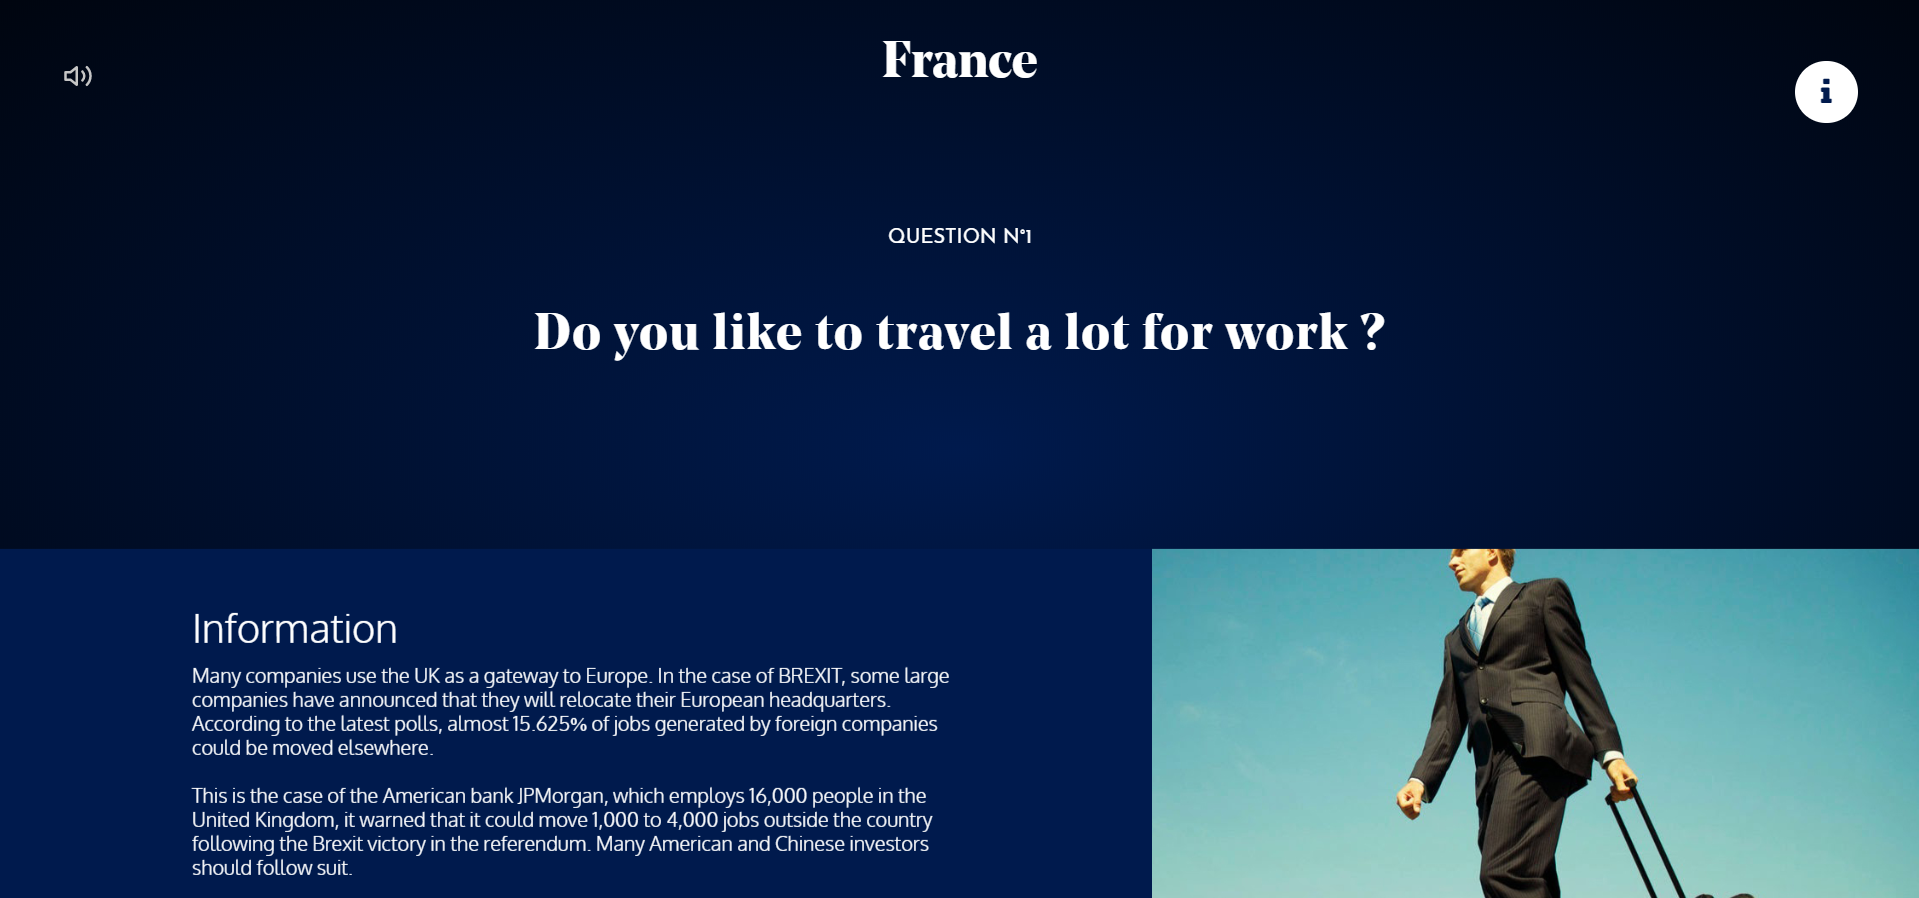 France
QUESTION N°1
Do you like to travel a lot for work ?
Information
Many companies use the UK as a gateway to Europe. In the case of BREXIT, some large
companies have announced that they will relocate their European headquarters.
According to the latest polls, almost 15.625% of jobs generated by foreign companies
could be moved elsewhere.
This is the case of the American bank JPMorgan, which employs 16,000 people in the
United Kingdom, it warned that it could move 1,000 to 4,000 jobs outside the country
following the Brexit victory in the referendum. Many American and Chinese investors
should follow suit.